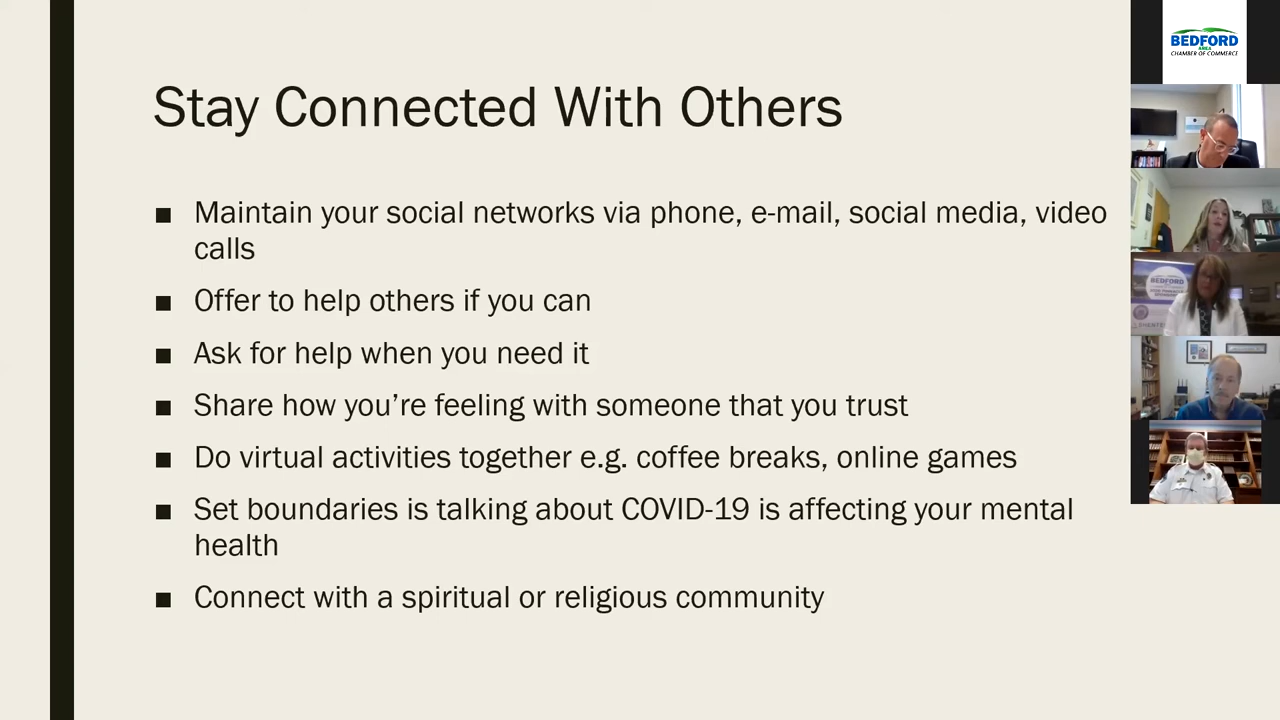 Stay Connected With Others
■ Maintain your social networks via phone, e-mail, social media, video
calls
■ Offer to help others if you can
■ Ask for help when you need it
■ Share how you’re feeling with someone that you trust
■ Do virtual activities together e.g. coffee breaks, online games
■ Set boundaries is talking about COVID-19 is affecting your mental
health
■ Connect with a spiritual or religious community
BEDFORD
AREA
CHAMBER OF COMMERCE
BEDFORD